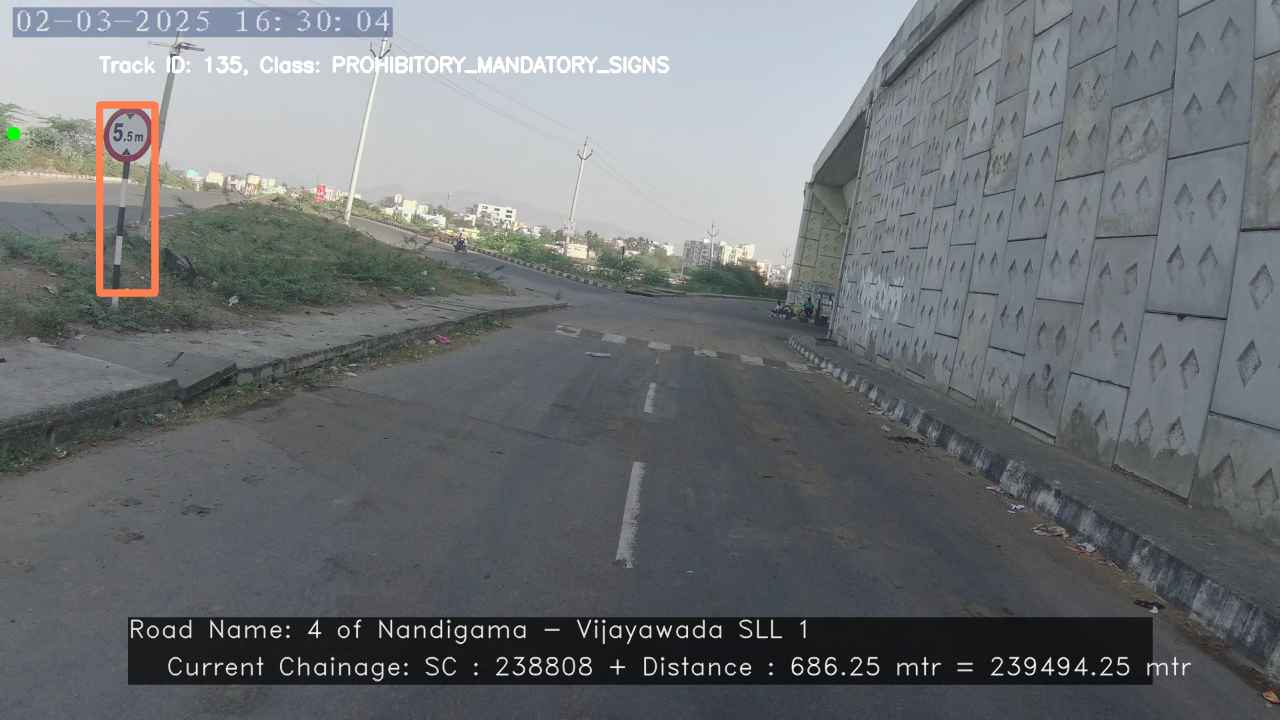 02-03-2025 16:30:04
Track ID: 135, Class: PROHIBITORY_MANDATORY_SIGNS
5.5m
Road Name: 4 of Nandigama - Vijayawada SLL 1
Current Chainage: SC : 238808 + Distance : 686.25 mtr = 239494.25 mtr